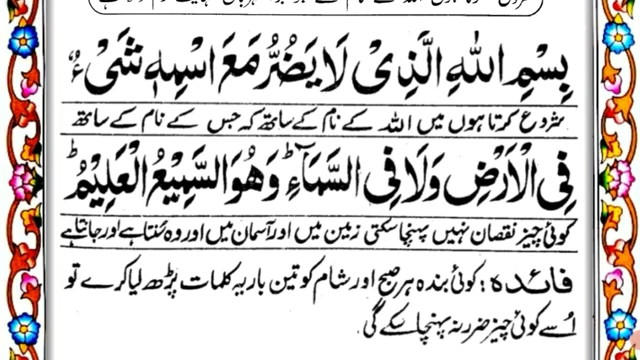 بِسْمِ اللهِ الَّذِیْ لَا یَضُرُّ مَعَ اسْمِهٖ شَیْءٌ
شروع کرتا ہوں میں اللہ کے نام کے ساتھ کہ جس کے نام کے ساتھ
فِی الْاَرْضِ وَلَا فِی السَّمَآءِ ؕ وَهُوَ السَّمِیْعُ الْعَلِیْمُ ؕ
کوئی چیز نقصان نہیں پہنچا سکتی زمین میں اور آسمان میں اور وہ سُنتا ہے اور جانتا ہے
فائدہ : کوئی بندہ ہر صبح اور شام کو تین بار یہ کلمات پڑھ لیا کرے تو
اُسے کوئی چیز ضرر نہ پہنچا سکے گی